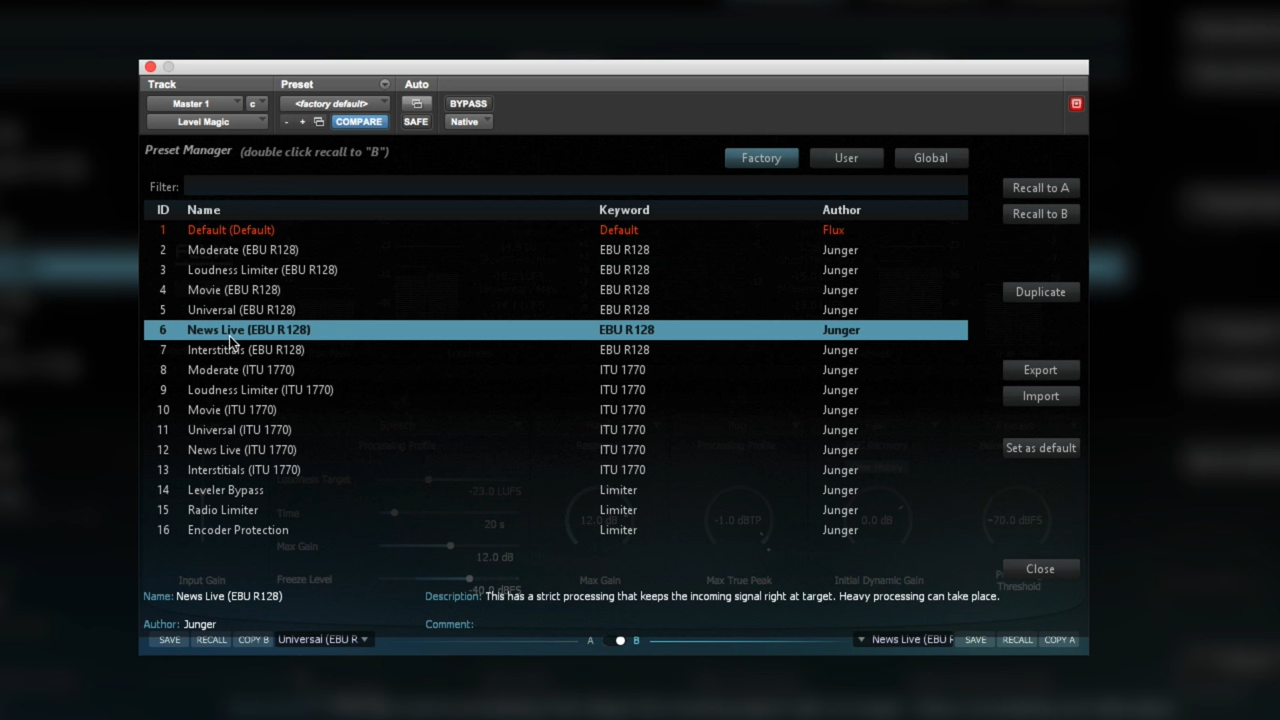 Track Preset Auto
Master 1 c <factory default> BYPASS
Level Magic - + COMPARE SAFE Native
Preset Manager (double click recall to "B") Factory User Global
Filter: Recall to A
ID Name Keyword Author Recall to B
1 Default (Default) Default Flux
2 Moderate (EBU R128) EBU R128 Junger
3 Loudness Limiter (EBU R128) EBU R128 Junger
4 Movie (EBU R128) EBU R128 Junger Duplicate
5 Universal (EBU R128) EBU R128 Junger
6 News Live (EBU R128) EBU R128 Junger
7 Interstitials (EBU R128) EBU R128 Junger
8 Moderate (ITU 1770) ITU 1770 Junger Export
9 Loudness Limiter (ITU 1770) ITU 1770 Junger Import
10 Movie (ITU 1770) ITU 1770 Junger
11 Universal (ITU 1770) ITU 1770 Junger
12 News Live (ITU 1770) ITU 1770 Junger Set as default
13 Interstitials (ITU 1770) ITU 1770 Junger
Loudness Target -23.0 LUFS
14 Leveler Bypass Limiter Junger
15 Radio Limiter Limiter Junger
Time 20 s 12.0 dB -1.0 dBTP 0.0 dB -70.0 dBFS
16 Encoder Protection Limiter Junger
Max Gain 12.0 dB
Close
Input Gain Freeze Level -40.0 dBFS Max Gain Max True Peak Initial Dynamic Gain Threshold
Name: News Live (EBU R128) Description: This has a strict processing that keeps the incoming signal right at target. Heavy processing can take place.
Author: Junger Comment:
SAVE RECALL COPY B Universal (EBU R A B News Live (EBU F SAVE RECALL COPY A